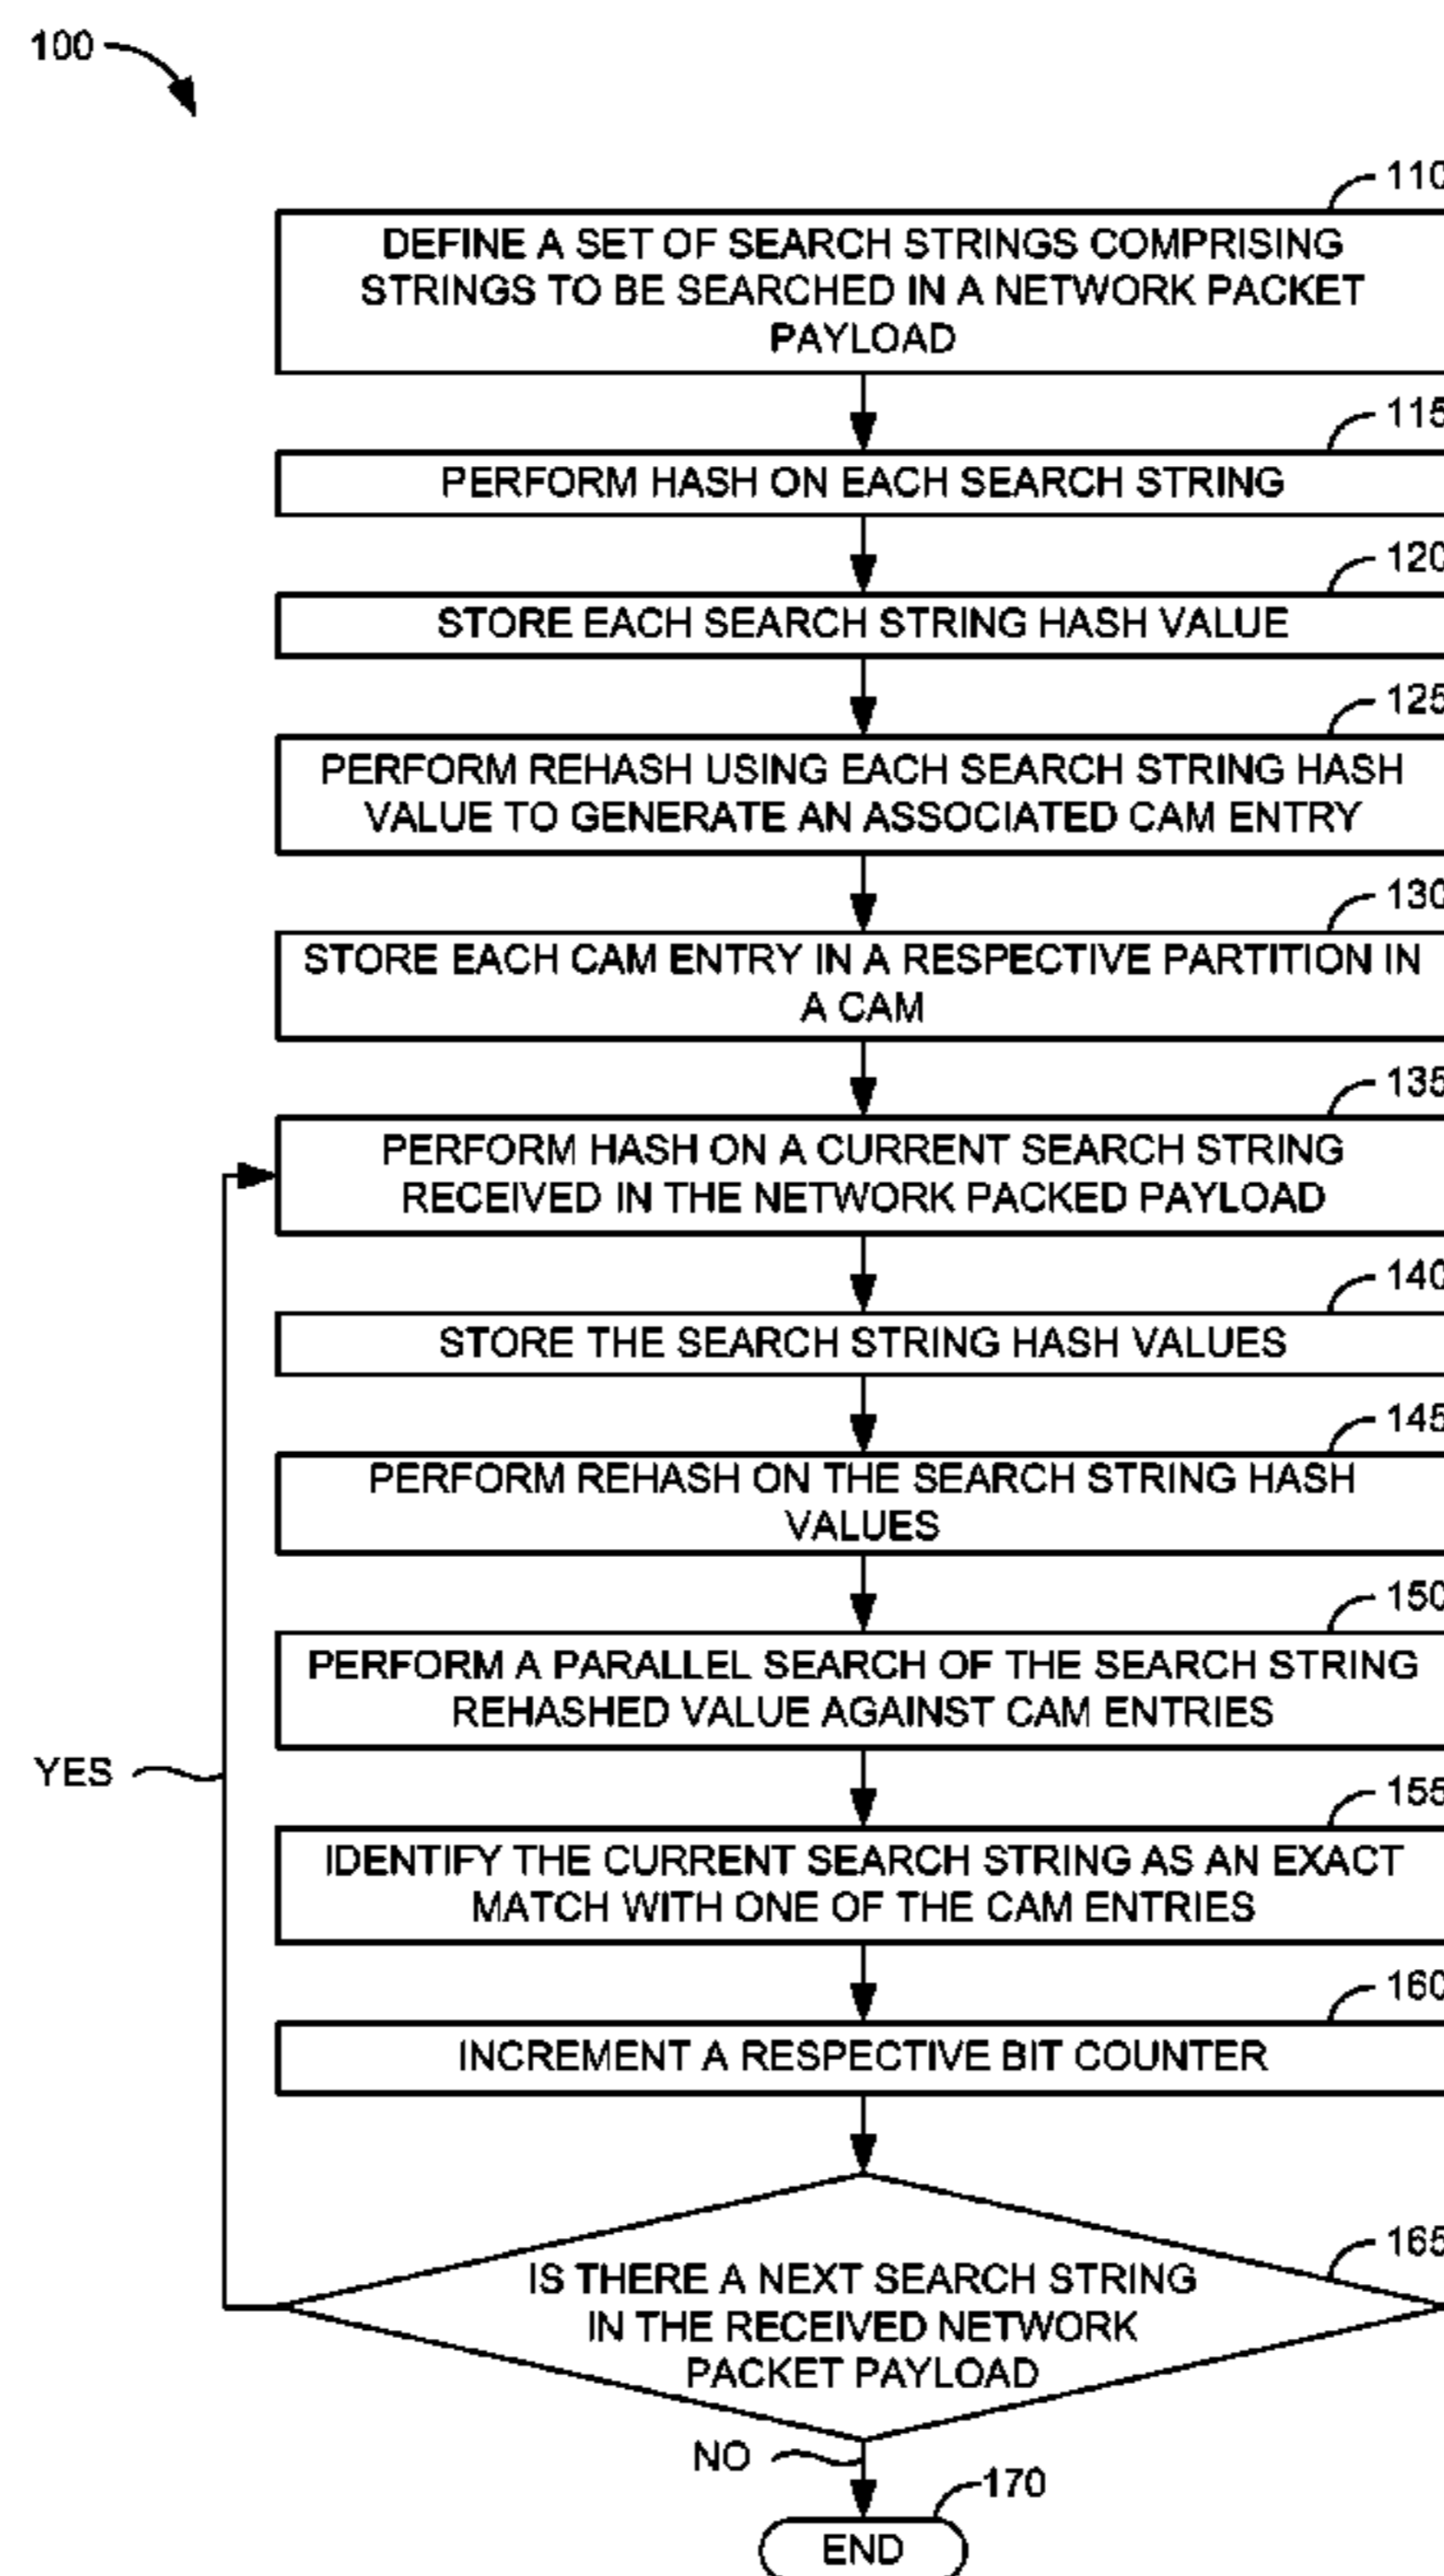 100
110
DEFINE A SET OF SEARCH STRINGS COMPRISING
STRINGS TO BE SEARCHED IN A NETWORK PACKET
PAYLOAD
115
PERFORM HASH ON EACH SEARCH STRING
120
STORE EACH SEARCH STRING HASH VALUE
125
PERFORM REHASH USING EACH SEARCH STRING HASH
VALUE TO GENERATE AN ASSOCIATED CAM ENTRY
130
STORE EACH CAM ENTRY IN A RESPECTIVE PARTITION IN
A CAM
135
PERFORM HASH ON A CURRENT SEARCH STRING
RECEIVED IN THE NETWORK PACKED PAYLOAD
140
STORE THE SEARCH STRING HASH VALUES
145
PERFORM REHASH ON THE SEARCH STRING HASH
VALUES
150
PERFORM A PARALLEL SEARCH OF THE SEARCH STRING
REHASHED VALUE AGAINST CAM ENTRIES
YES
155
IDENTIFY THE CURRENT SEARCH STRING AS AN EXACT
MATCH WITH ONE OF THE CAM ENTRIES
160
INCREMENT A RESPECTIVE BIT COUNTER
165
IS THERE A NEXT SEARCH STRING
IN THE RECEIVED NETWORK
PACKET PAYLOAD
NO
170
END